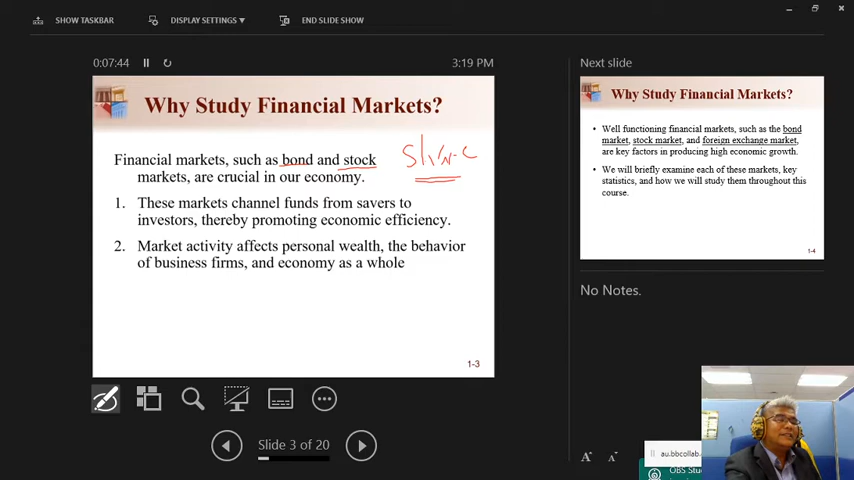 SHOW TASKBAR
DISPLAY SETTINGS ▼
END SLIDE SHOW
0:07:44
3:19 PM
Why Study Financial Markets?
Financial markets, such as bond and stock
markets, are crucial in our economy.
1. These markets channel funds from savers to
investors, thereby promoting economic efficiency.
2. Market activity affects personal wealth, the behavior
of business firms, and economy as a whole
1-3
Slide 3 of 20
Next slide
Why Study Financial Markets?
• Well functioning financial markets, such as the bond
market, stock market, and foreign exchange market,
are key factors in producing high economic growth.
• We will briefly examine each of these markets, key
statistics, and how we will study them throughout this
course.
1-4
No Notes.
A A
au.bbcollab.
OBS Studio